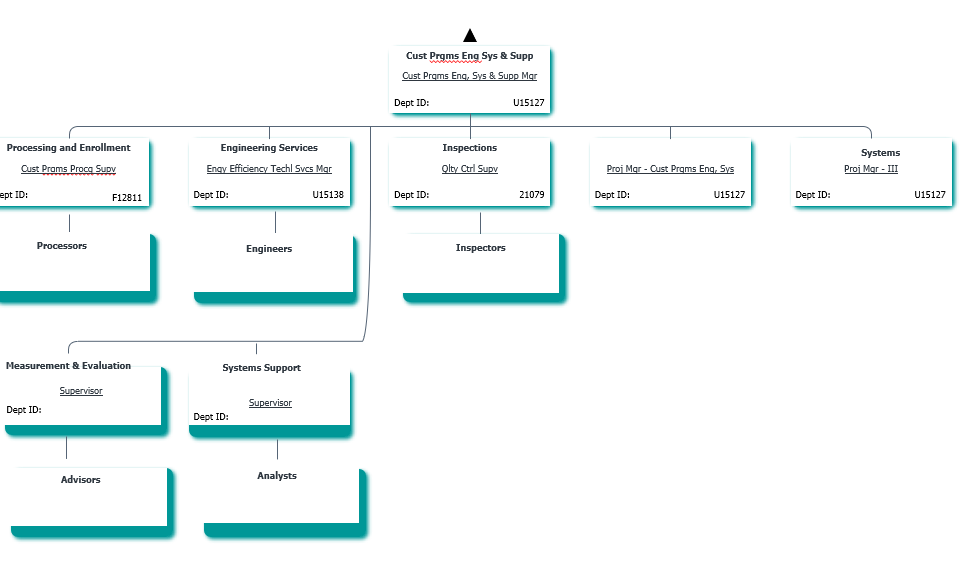 Cust Prgms Eng Sys & Supp
Cust Prgms Eng, Sys & Supp Mgr
Dept ID: U15127
Processing and Enrollment
Cust Prgms Procg Supv
ept ID: F12811
Engineering Services
Engy Efficiency Techl Svcs Mgr
Dept ID: U15138
Inspections
Qlty Ctrl Supv
Dept ID: 21079
Proj Mgr - Cust Prgms Eng, Sys
Dept ID: U15127
Systems
Proj Mgr - III
Dept ID: U15127
Processors
Engineers
Inspectors
Measurement & Evaluation
Supervisor
Dept ID:
Systems Support
Supervisor
Dept ID:
Advisors
Analysts